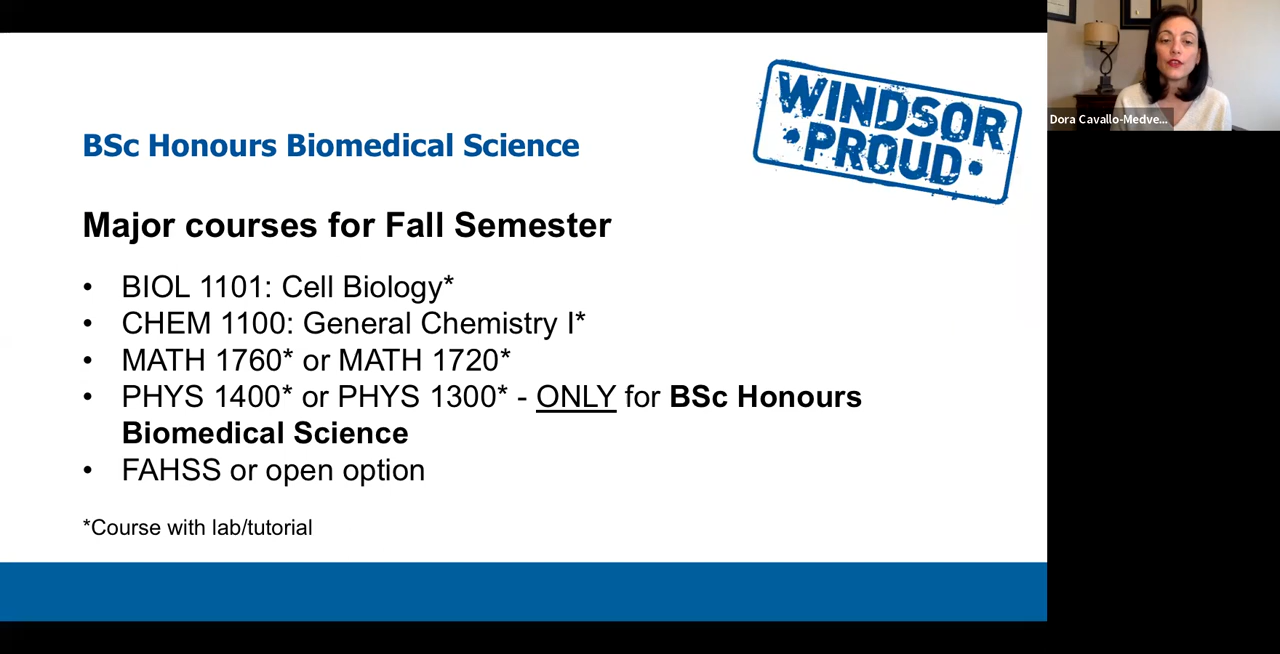 WINDSOR
•PROUD•
Dora Cavallo-Medve...
BSc Honours Biomedical Science
Major courses for Fall Semester
• BIOL 1101: Cell Biology*
• CHEM 1100: General Chemistry I*
• MATH 1760* or MATH 1720*
• PHYS 1400* or PHYS 1300* - ONLY for BSc Honours
Biomedical Science
• FAHSS or open option
*Course with lab/tutorial